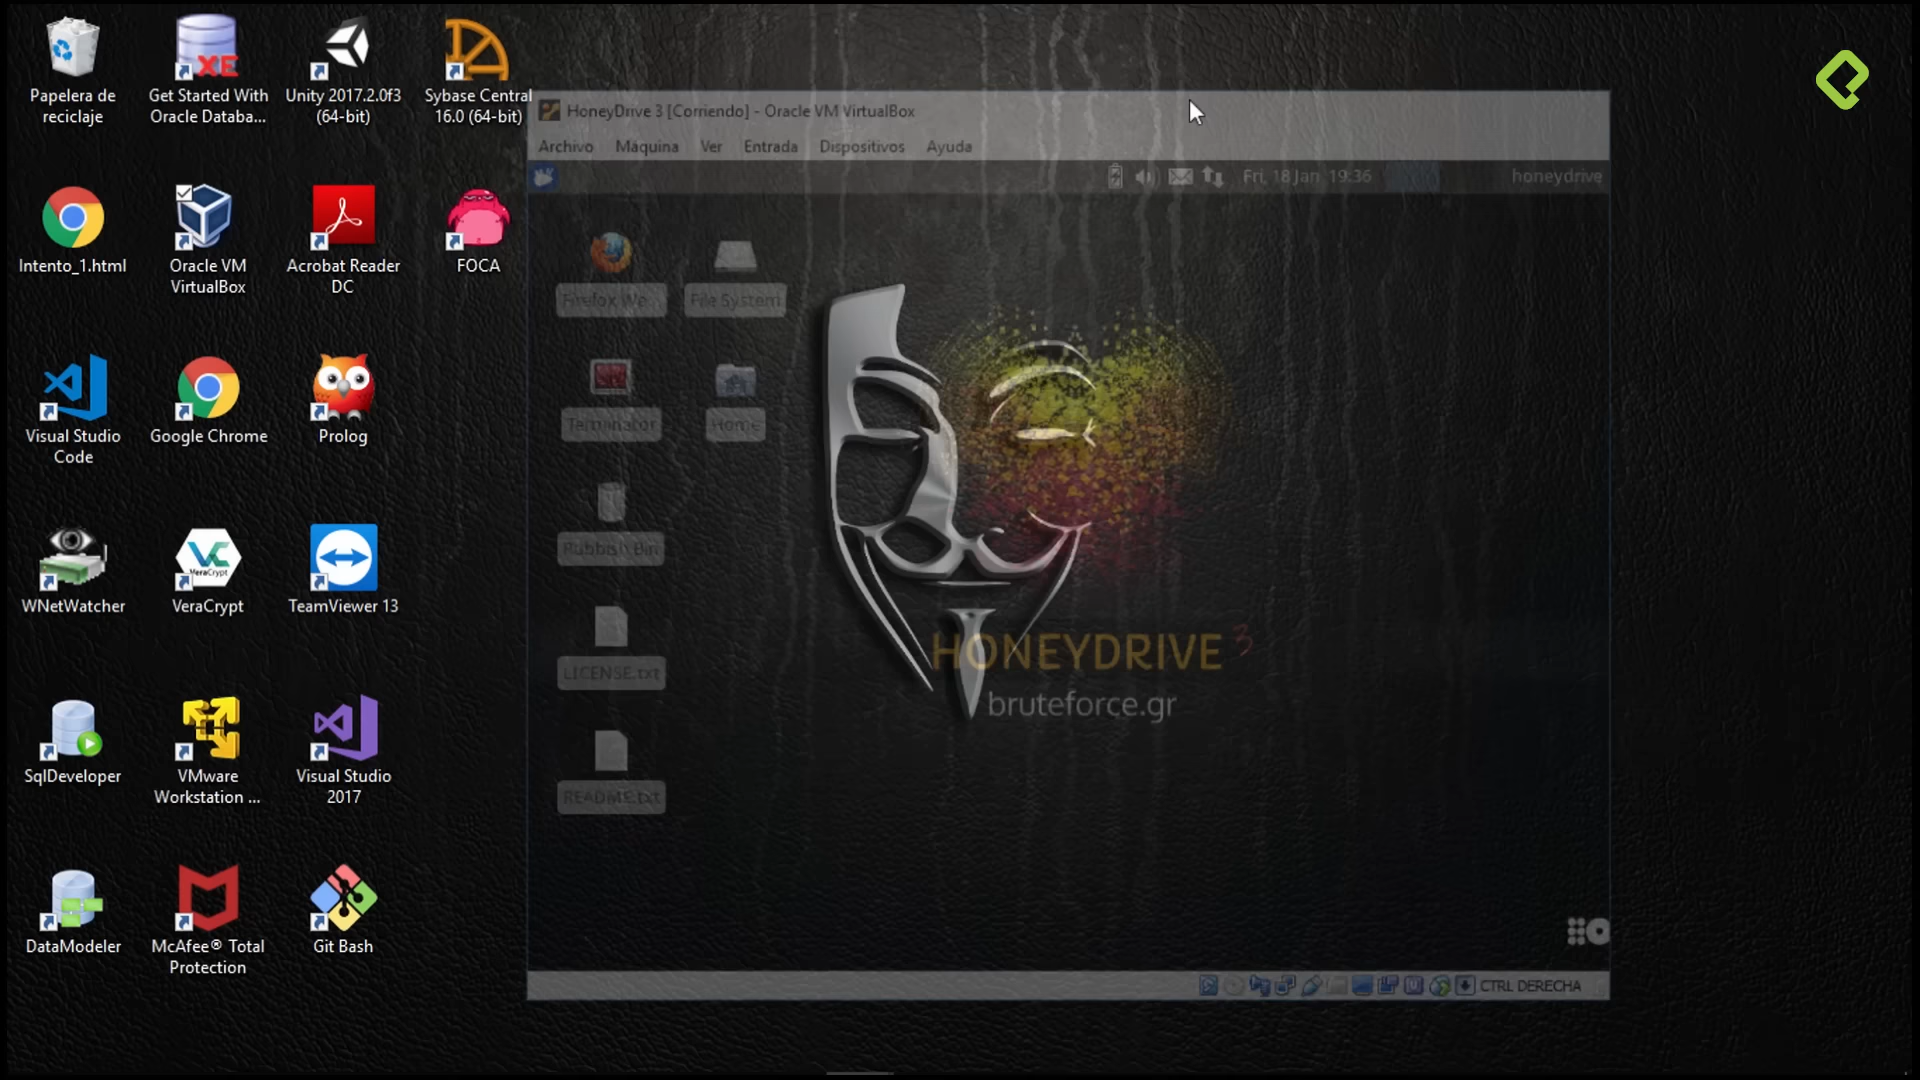 Papelera de
reciclaje
Get Started With
Oracle Databa...
XE
Unity 2017.2.0f3
(64-bit)
Sybase Central
16.0 (64-bit)
Intento_1.html
Oracle VM
VirtualBox
Acrobat Reader
DC
FOCA
Visual Studio
Code
Google Chrome
Prolog
WNetWatcher
VeraCrypt
VeraCrypt
TeamViewer 13
SqlDeveloper
VMware
Workstation ...
Visual Studio
2017
DataModeler
McAfee® Total
Protection
Git Bash
HoneyDrive 3 [Corriendo] - Oracle VM VirtualBox
Archivo Máquina Ver Entrada Dispositivos Ayuda
Fri, 18 Jan 19:36 honeydrive
Firefox We...
File System
Terminator
Home
Rubbish Bin
LICENSE.txt
README.txt
HONEYDRIVE 3
bruteforce.gr
CTRL DERECHA